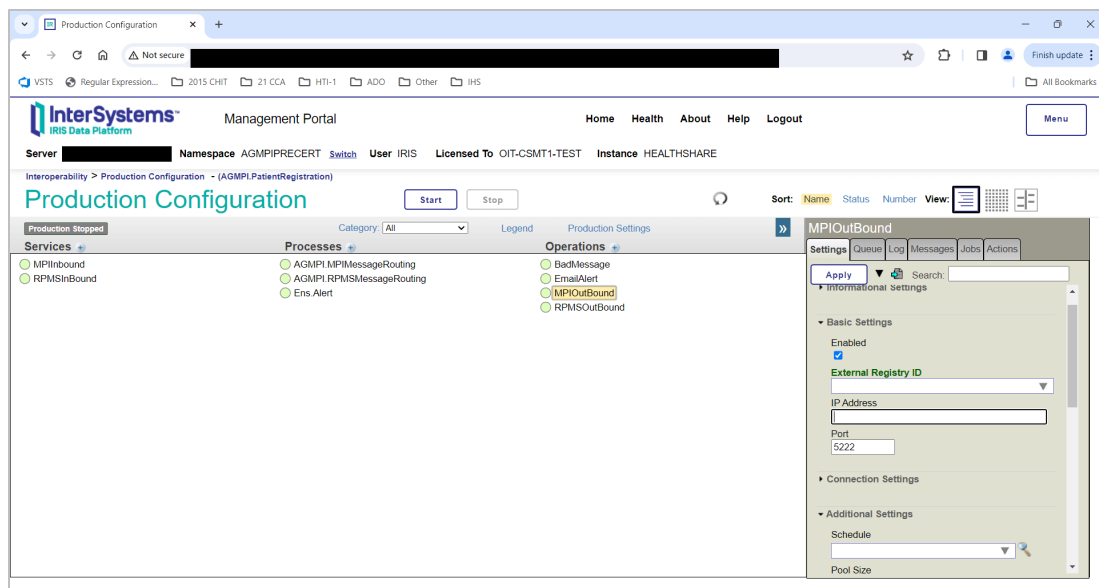 Production Configuration
Not secure
Finish update
VSTS Regular Expression... 2015 CHIT 21 CCA HTI-1 ADO Other IHS All Bookmarks
InterSystems™ Management Portal Home Health About Help Logout Menu
IRIS Data Platform
Server Namespace AGMPIPRECERT Switch User IRIS Licensed To OIT-CSMT1-TEST Instance HEALTHSHARE
Interoperability > Production Configuration - (AGMPI.PatientRegistration)
Production Configuration Start Stop Sort: Name Status Number View:
Production Stopped Category: All Legend Production Settings »
Services Processes Operations
MPIInbound AGMPI.MPIMessageRouting BadMessage
RPMSInBound AGMPI.RPMSMessageRouting EmailAlert
Ens.Alert MPIOutBound
RPMSOutBound
MPIOutBound
Settings Queue Log Messages Jobs Actions
Apply Search:
Informational Settings
Basic Settings
Enabled
External Registry ID
IP Address
Port
5222
Connection Settings
Additional Settings
Schedule
Pool Size